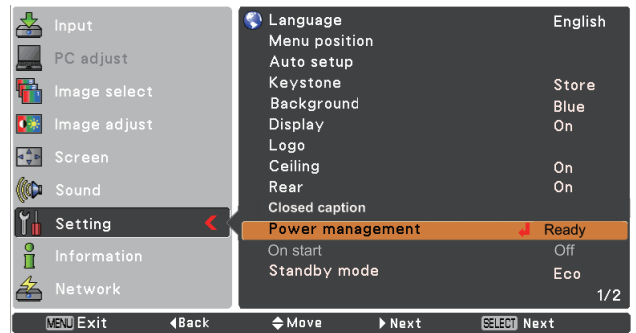 Input
PC adjust
Image select
Image adjust
Screen
Sound
Setting
Information
Network
Language English
Menu position
Auto setup
Keystone Store
Background Blue
Display On
Logo
Ceiling On
Rear On
Closed caption
Power management Ready
On start Off
Standby mode Eco
1/2
MENU Exit Back Move Next SELECT Next